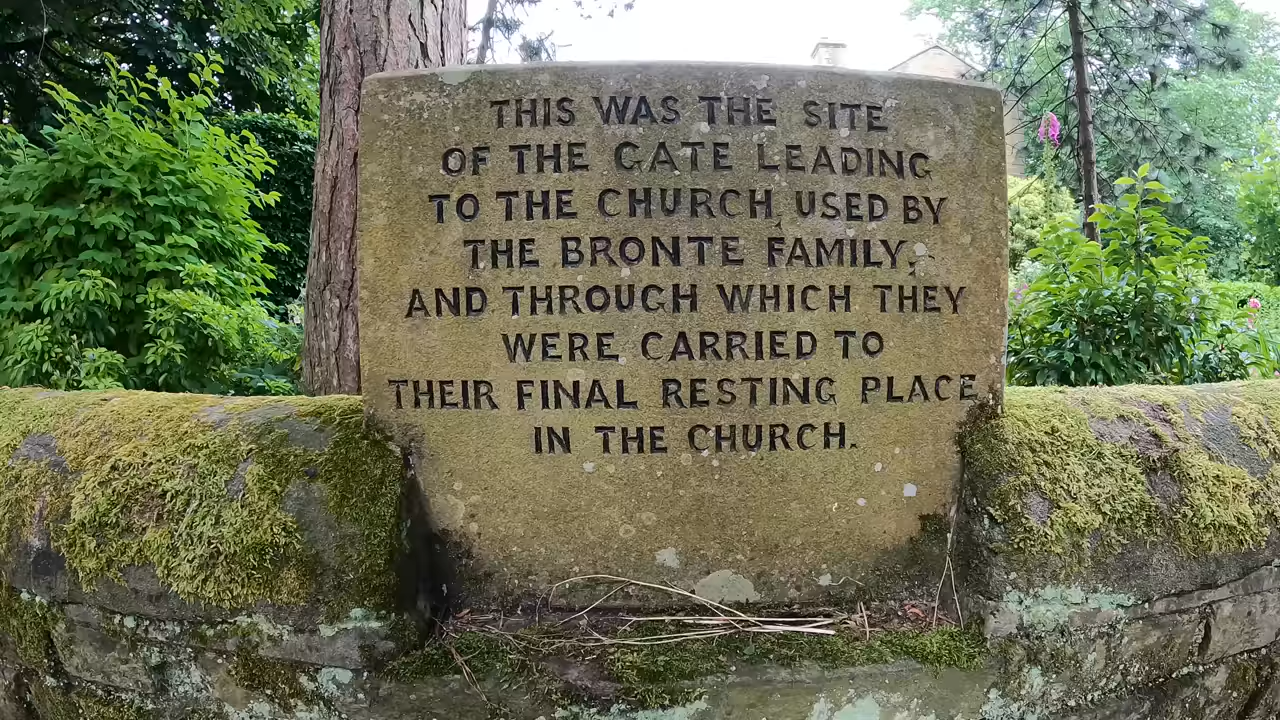 THIS WAS THE SITE
OF THE GATE LEADING
TO THE CHURCH USED BY
THE BRONTE FAMILY,
AND THROUGH WHICH THEY
WERE CARRIED TO
THEIR FINAL RESTING PLACE
IN THE CHURCH.